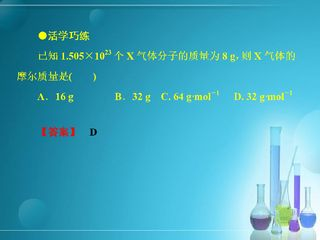 ●活学巧练
已知1.505×10²³个X气体分子的质量为8 g,则X气体的
摩尔质量是(　　)
A．16 g　　B．32 g　C. 64 g·mol⁻¹　D. 32 g·mol⁻¹
【答案】　D